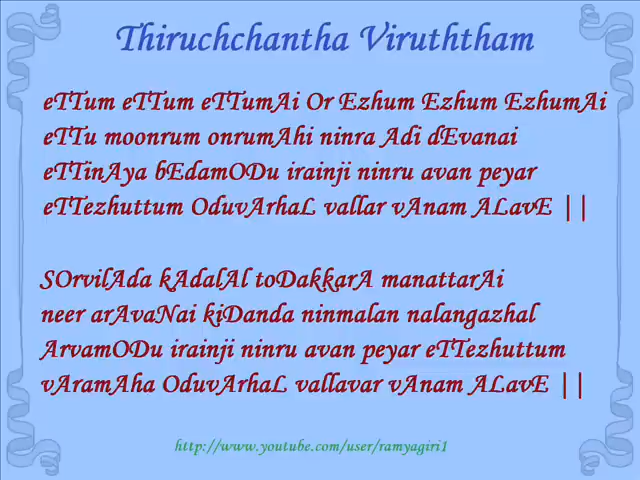 Thiruchchantha Viruththam
eTTum eTTum eTTumAi Or Ezhum Ezhum EzhumAi
eTTu moonrum onrumAhi ninra Adi dEvanai
eTTinAya bEdamODu irainji ninru avan peyar
eTTezhuttum OduvArhaL vallar vAnam ALavE ||
SOrvilAda kAdalAl toDakkarA manattarAi
neer arAvaNai kiDanda ninmalan nalangazhal
ArvamODu irainji ninru avan peyar eTTezhuttum
vAramAha OduvArhaL vallavar vAnam ALavE ||
http://www.youtube.com/user/ramyagiri1